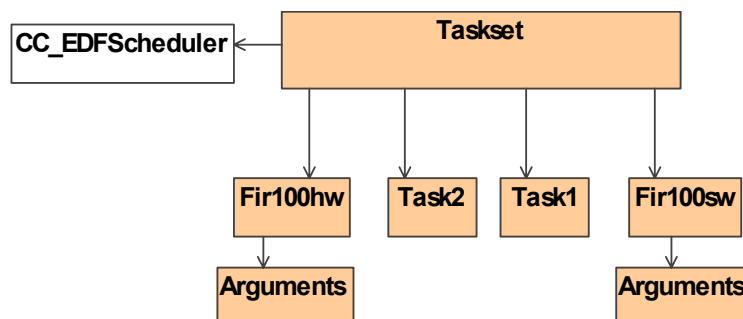 CC_EDFScheduler
Taskset
Fir100hw
Task2
Task1
Fir100sw
Arguments
Arguments